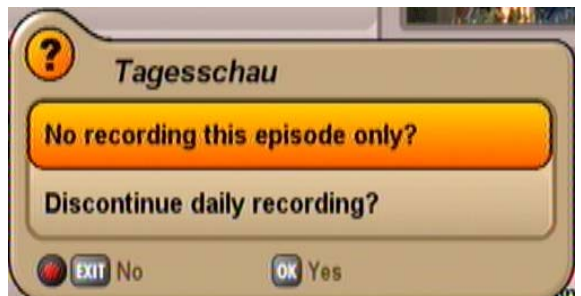 ?
Tagesschau
No recording this episode only?
Discontinue daily recording?
EXIT No OK Yes